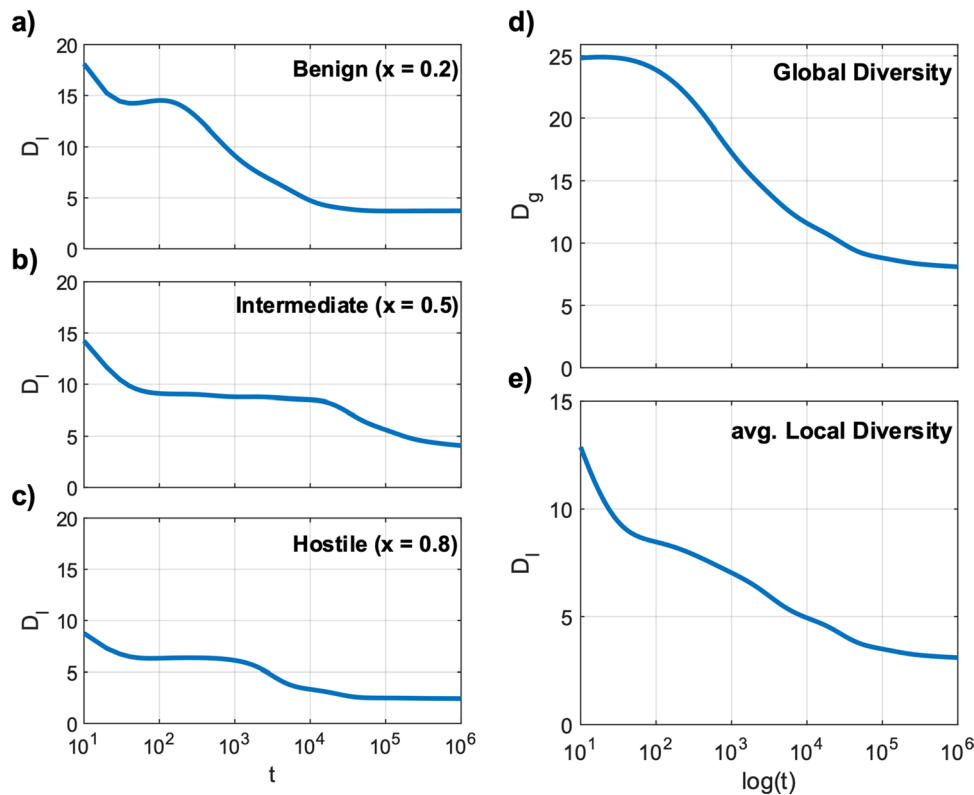 a)
20
15
10
5
0
D_l
Benign (x = 0.2)
b)
20
15
10
5
0
D_l
Intermediate (x = 0.5)
c)
20
15
10
5
0
D_l
Hostile (x = 0.8)
10^1 10^2 10^3 10^4 10^5 10^6
t
d)
25
20
15
10
5
0
D_g
Global Diversity
e)
15
10
5
0
D_l
avg. Local Diversity
10^1 10^2 10^3 10^4 10^5 10^6
log(t)